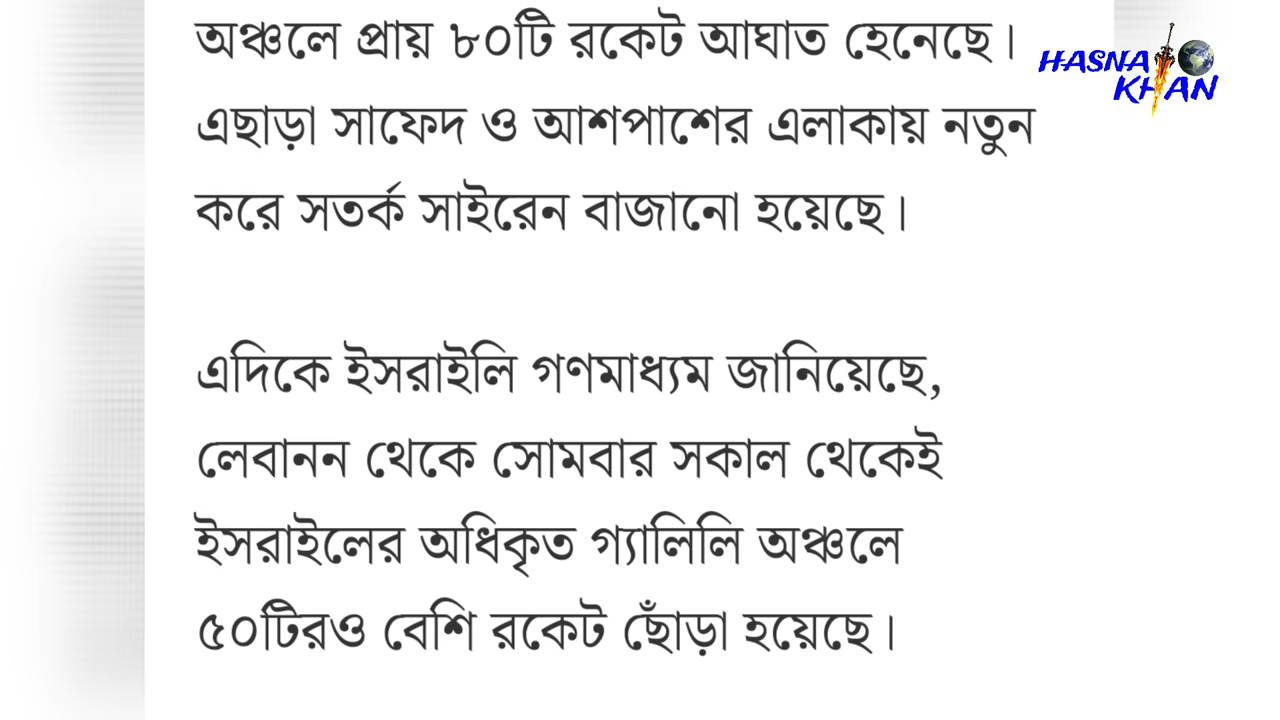 অঞ্চলে প্রায় ৮০টি রকেট আঘাত হেনেছে।
এছাড়া সাফেদ ও আশপাশের এলাকায় নতুন
করে সতর্ক সাইরেন বাজানো হয়েছে।
এদিকে ইসরাইলি গণমাধ্যম জানিয়েছে,
লেবানন থেকে সোমবার সকাল থেকেই
ইসরাইলের অধিকৃত গ্যালিলি অঞ্চলে
৫০টিরও বেশি রকেট ছোঁড়া হয়েছে।
HASNA
KHAN